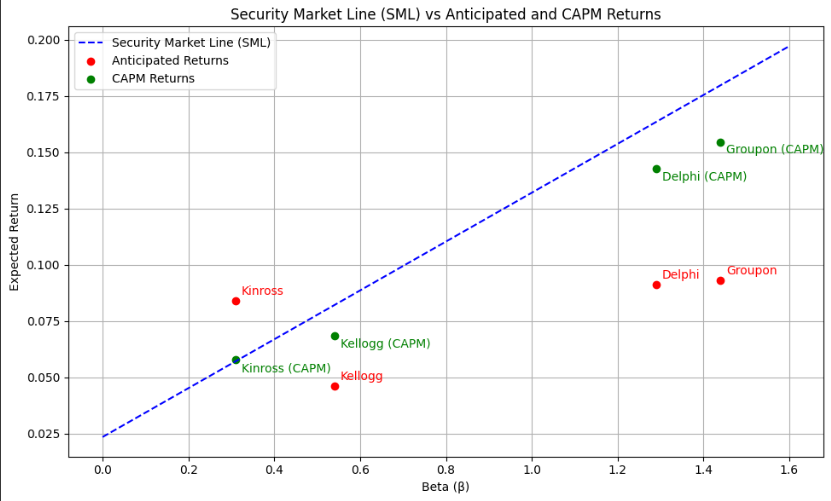 Security Market Line (SML) vs Anticipated and CAPM Returns
Security Market Line (SML)
Anticipated Returns
CAPM Returns
Expected Return
0.200
0.175
0.150
0.125
0.100
0.075
0.050
0.025
Groupon (CAPM)
Delphi (CAPM)
Delphi
Groupon
Kinross
Kellogg (CAPM)
Kinross (CAPM)
Kellogg
0.0
0.2
0.4
0.6
0.8
1.0
1.2
1.4
1.6
Beta (β)